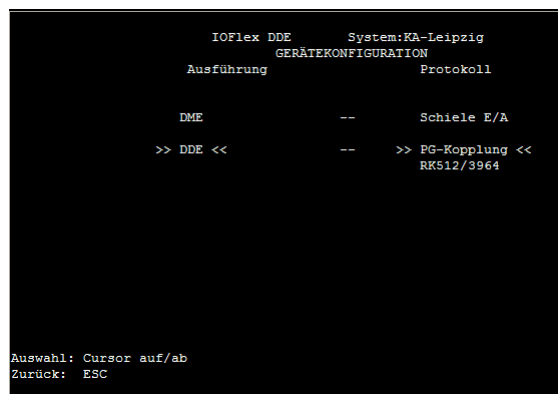 IOFlex DDE System:KA-Leipzig
GERÄTEKONFIGURATION
Ausführung Protokoll
DME -- Schiele E/A
>> DDE << -- >> PG-Kopplung <<
RK512/3964
Auswahl: Cursor auf/ab
Zurück: ESC